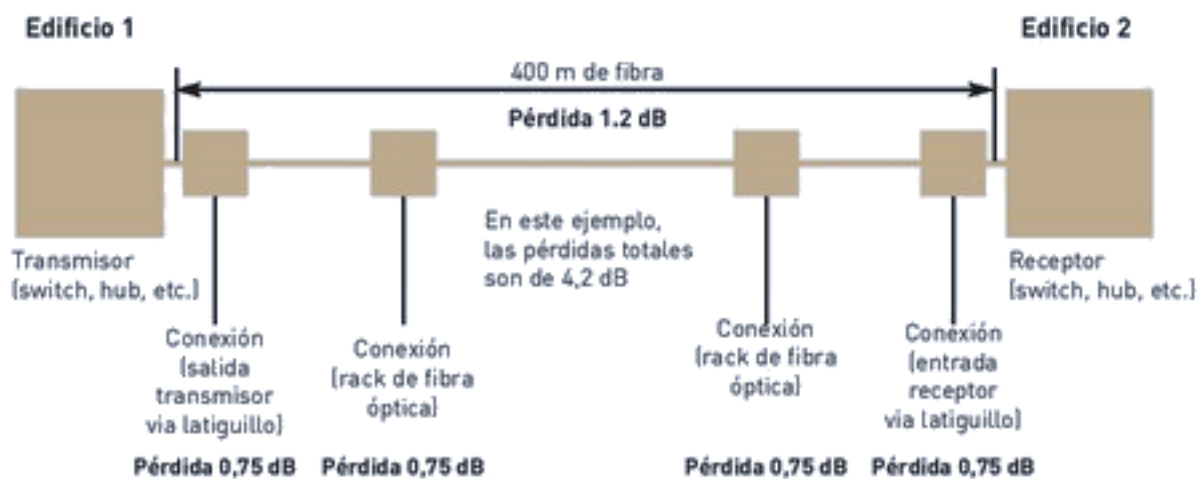 Edificio 1
Edificio 2
400 m de fibra
Pérdida 1.2 dB
En este ejemplo,
las pérdidas totales
son de 4,2 dB
Transmisor
(switch, hub, etc.)
Receptor
(switch, hub, etc.)
Conexión
(salida
transmisor
via latiguillo)
Pérdida 0,75 dB
Conexión
(rack de fibra
óptica)
Pérdida 0,75 dB
Conexión
(rack de fibra
óptica)
Pérdida 0,75 dB
Conexión
(entrada
receptor
via latiguillo)
Pérdida 0,75 dB